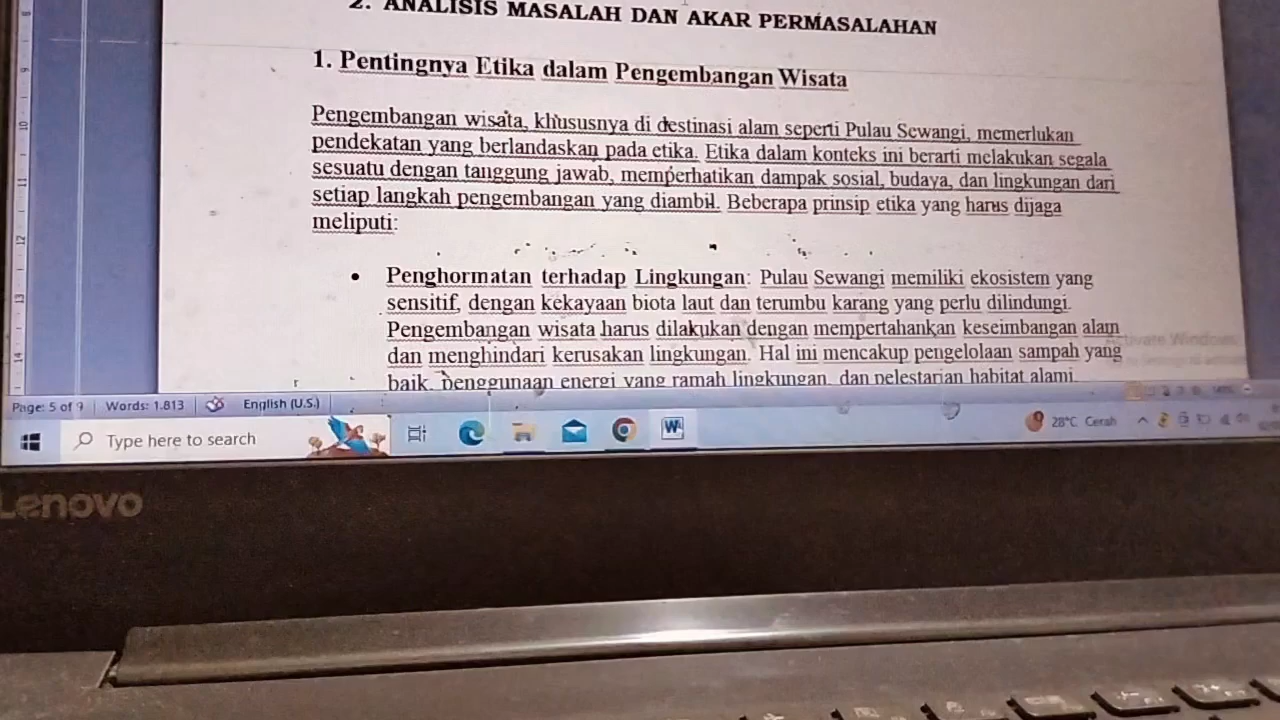 2. ANALISIS MASALAH DAN AKAR PERMASALAHAN
1. Pentingnya Etika dalam Pengembangan Wisata
Pengembangan wisata, khususnya di destinasi alam seperti Pulau Sewangi, memerlukan
pendekatan yang berlandaskan pada etika. Etika dalam konteks ini berarti melakukan segala
sesuatu dengan tanggung jawab, memperhatikan dampak sosial, budaya, dan lingkungan dari
setiap langkah pengembangan yang diambil. Beberapa prinsip etika yang harus dijaga
meliputi:
• Penghormatan terhadap Lingkungan: Pulau Sewangi memiliki ekosistem yang
sensitif, dengan kekayaan biota laut dan terumbu karang yang perlu dilindungi.
Pengembangan wisata harus dilakukan dengan mempertahankan keseimbangan alam
dan menghindari kerusakan lingkungan. Hal ini mencakup pengelolaan sampah yang
baik, penggunaan energi yang ramah lingkungan, dan pelestarian habitat alami.
Activate Windows
Page: 5 of 9 Words: 1.813 English (U.S.)
Type here to search
28°C Cerah
Lenovo